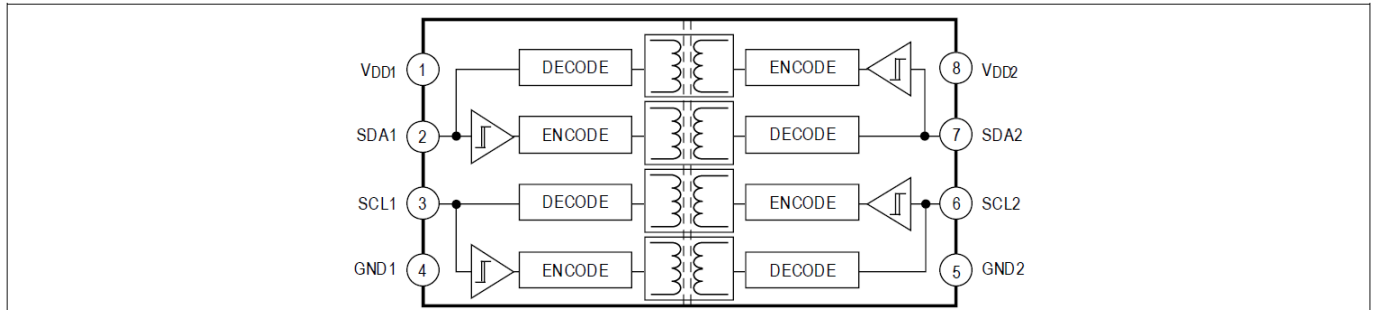 DECODE ENCODE
VDD1 1 8 VDD2
SDA1 2 ENCODE DECODE 7 SDA2
SCL1 3 DECODE ENCODE 6 SCL2
GND1 4 ENCODE DECODE 5 GND2